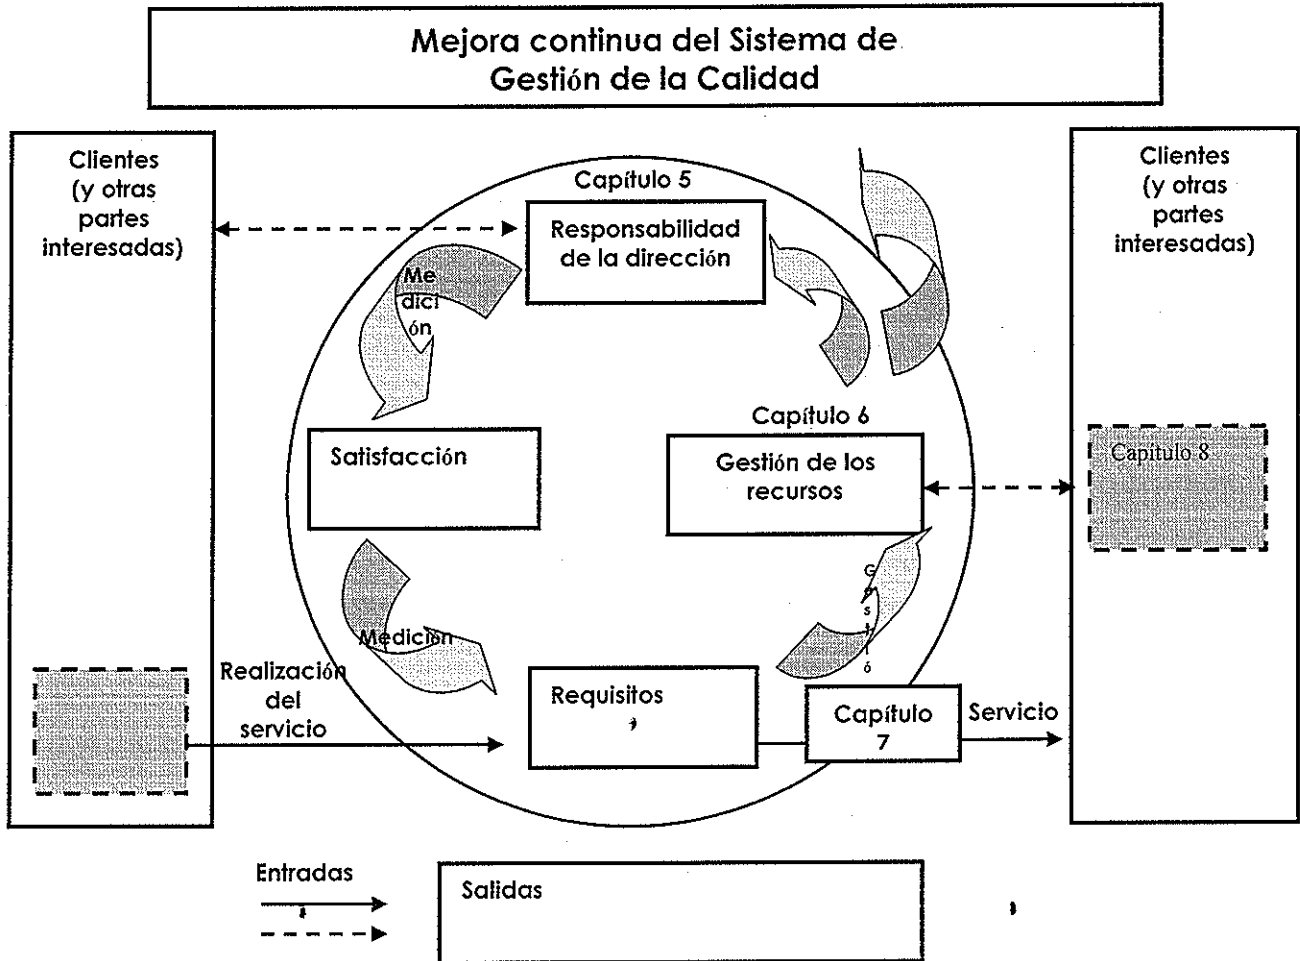 Mejora continua del Sistema de
Gestión de la Calidad
Clientes
(y otras
partes
interesadas)
Capítulo 5
Responsabilidad
de la dirección
Me
dici
ón
Clientes
(y otras
partes
interesadas)
Satisfacción
Capítulo 6
Gestión de los
recursos
Capítulo 8
Medición
G
e
s
t
i
ó
Realización
del
servicio
Requisitos
Capítulo
7
Servicio
Entradas
Salidas